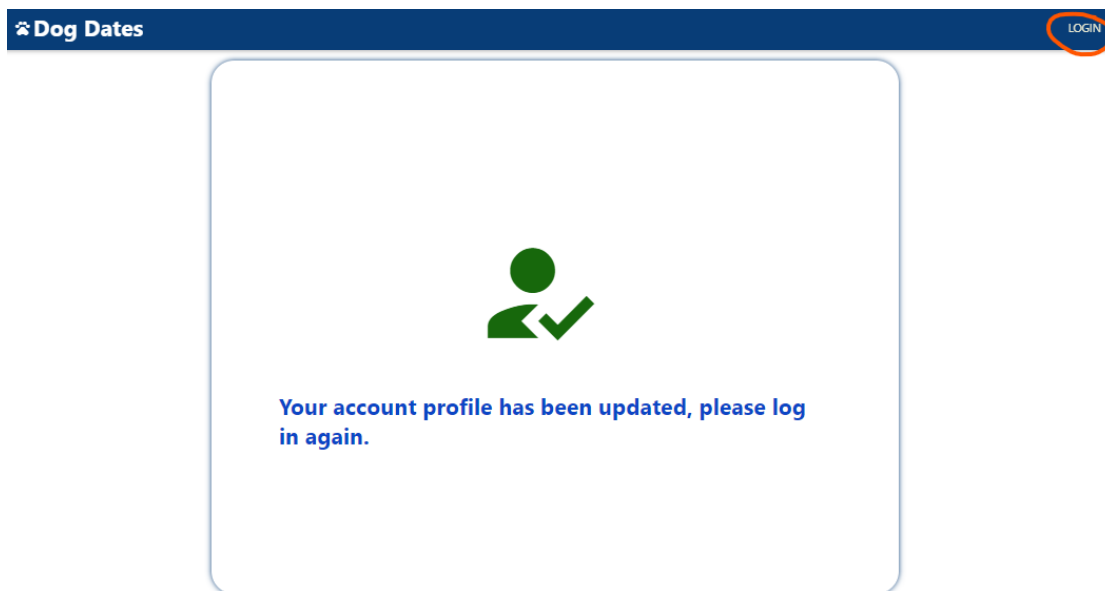 Dog Dates
LOGIN
Your account profile has been updated, please log
in again.